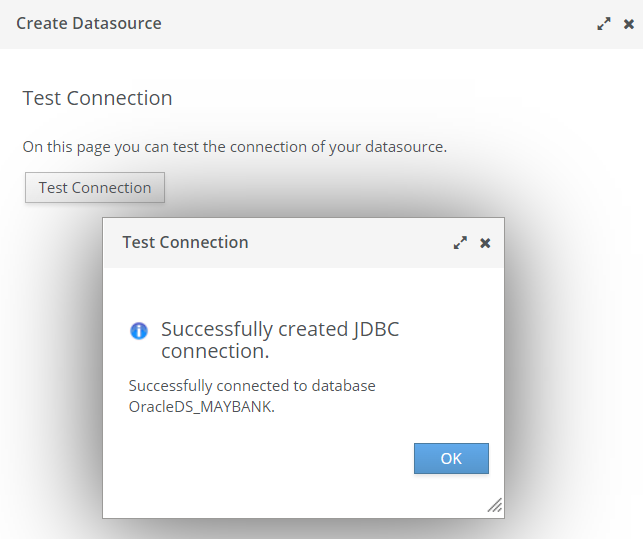 Create Datasource
Test Connection
On this page you can test the connection of your datasource.
Test Connection
Test Connection
Successfully created JDBC
connection.
Successfully connected to database
OracleDS_MAYBANK.
OK